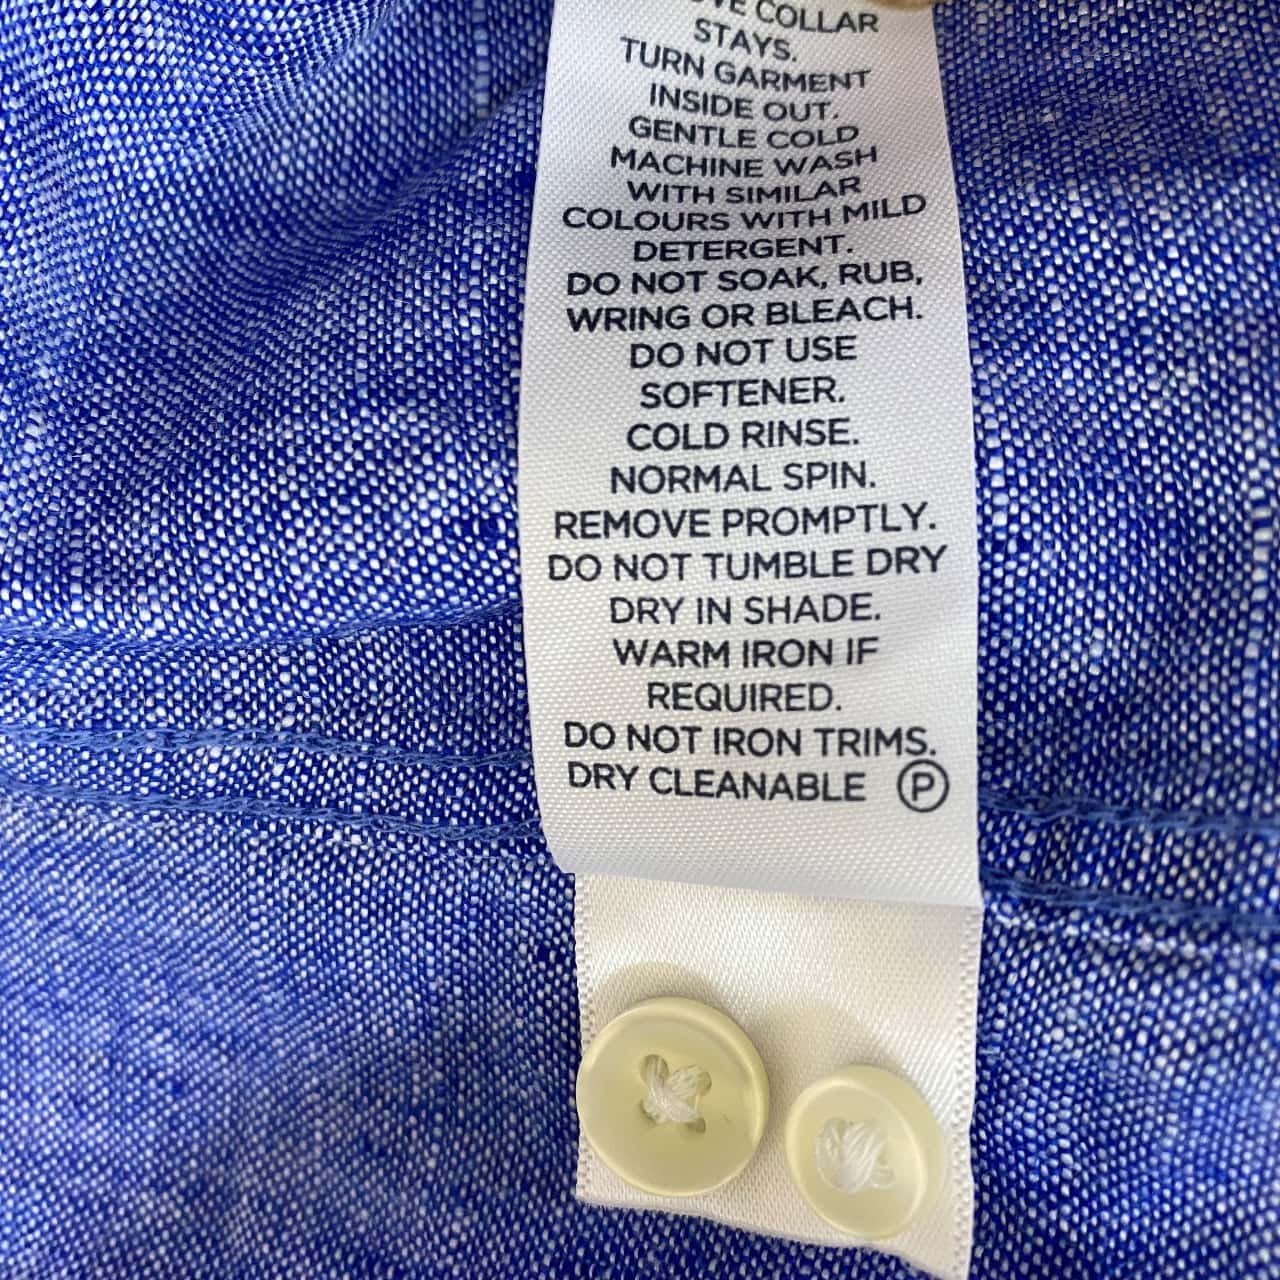 COLLAR
STAYS.
TURN GARMENT
INSIDE OUT.
GENTLE COLD
MACHINE WASH
WITH SIMILAR
COLOURS WITH MILD
DETERGENT.
DO NOT SOAK, RUB,
WRING OR BLEACH.
DO NOT USE
SOFTENER.
COLD RINSE.
NORMAL SPIN.
REMOVE PROMPTLY.
DO NOT TUMBLE DRY
DRY IN SHADE.
WARM IRON IF
REQUIRED.
DO NOT IRON TRIMS.
DRY CLEANABLE Ⓟ